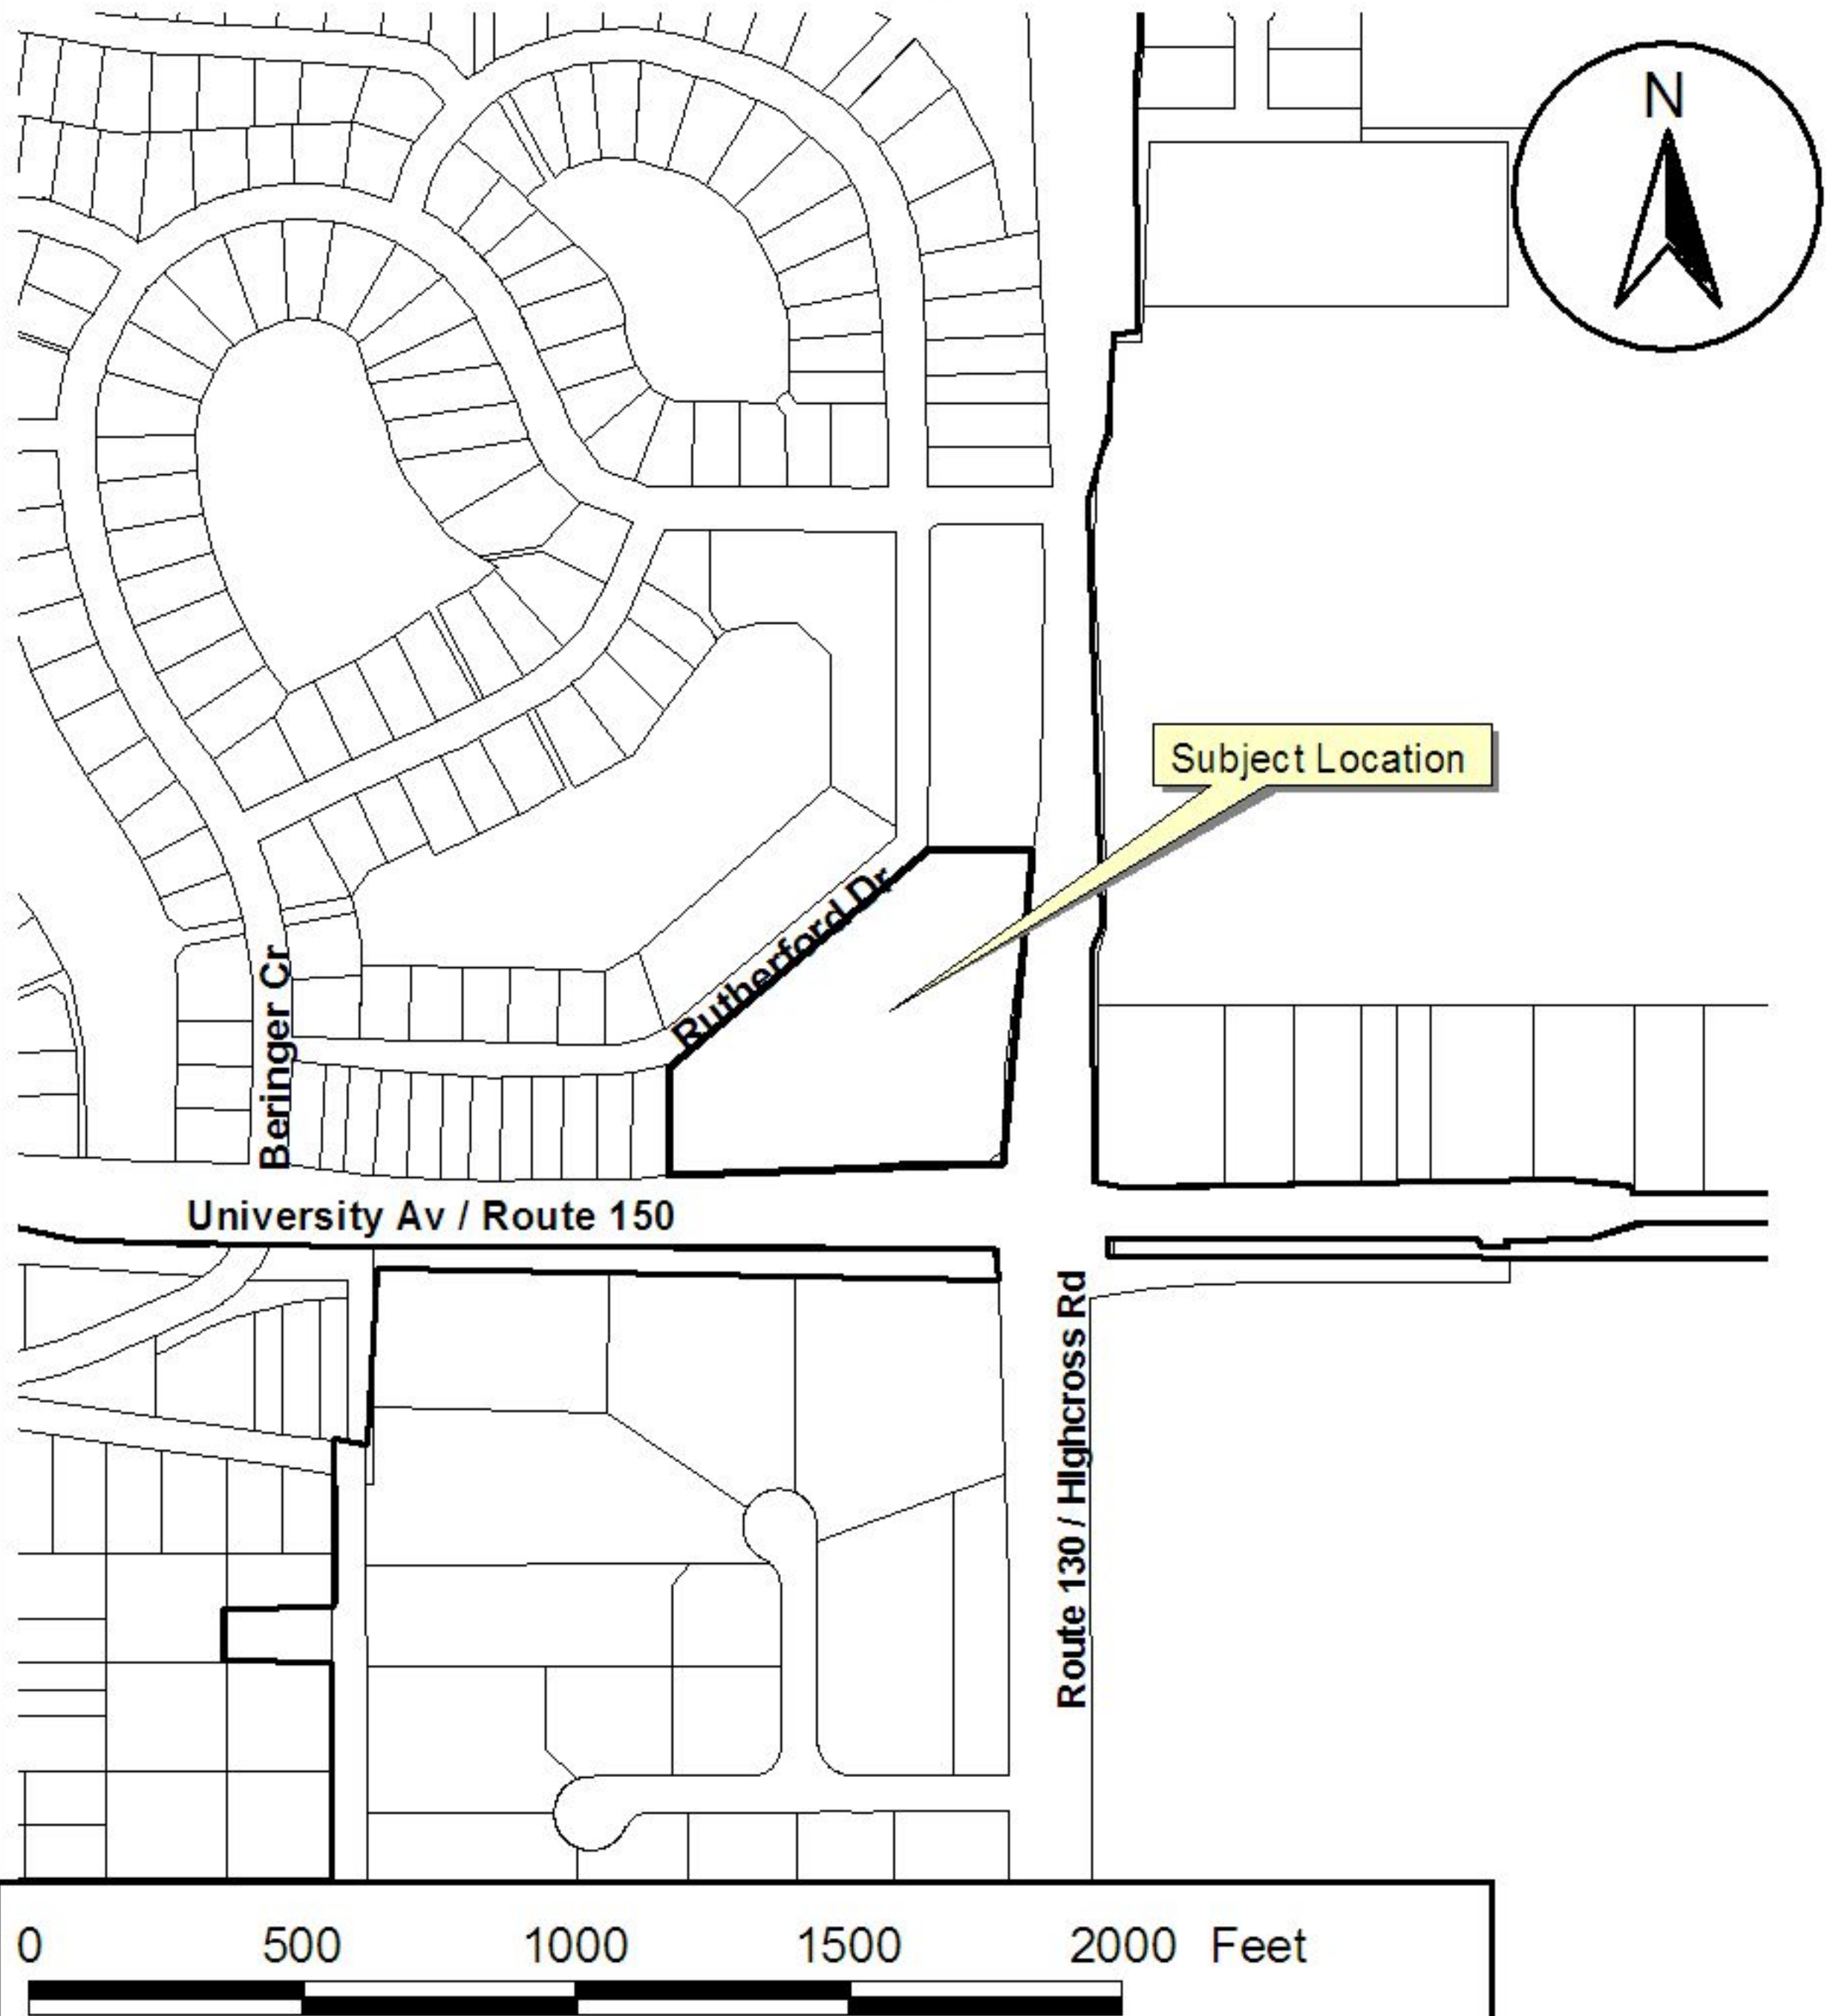 N
Subject Location
Rutherford Dr
Beringer Cr
University Av / Route 150
Route 130 / HIghcross Rd
0 500 1000 1500 2000 Feet